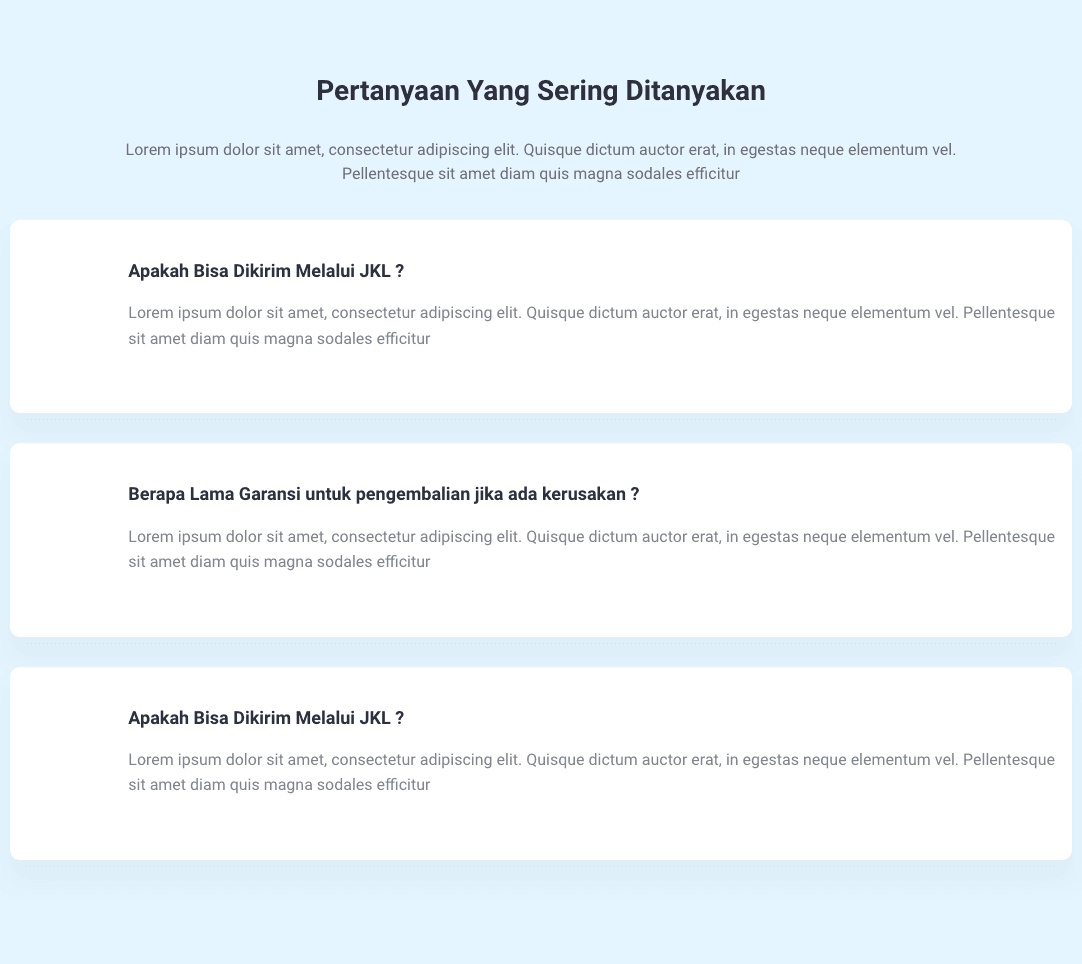 Pertanyaan Yang Sering Ditanyakan
Lorem ipsum dolor sit amet, consectetur adipiscing elit. Quisque dictum auctor erat, in egestas neque elementum vel.
Pellentesque sit amet diam quis magna sodales efficitur
Apakah Bisa Dikirim Melalui JKL ?
Lorem ipsum dolor sit amet, consectetur adipiscing elit. Quisque dictum auctor erat, in egestas neque elementum vel. Pellentesque
sit amet diam quis magna sodales efficitur
Berapa Lama Garansi untuk pengembalian jika ada kerusakan ?
Lorem ipsum dolor sit amet, consectetur adipiscing elit. Quisque dictum auctor erat, in egestas neque elementum vel. Pellentesque
sit amet diam quis magna sodales efficitur
Apakah Bisa Dikirim Melalui JKL ?
Lorem ipsum dolor sit amet, consectetur adipiscing elit. Quisque dictum auctor erat, in egestas neque elementum vel. Pellentesque
sit amet diam quis magna sodales efficitur